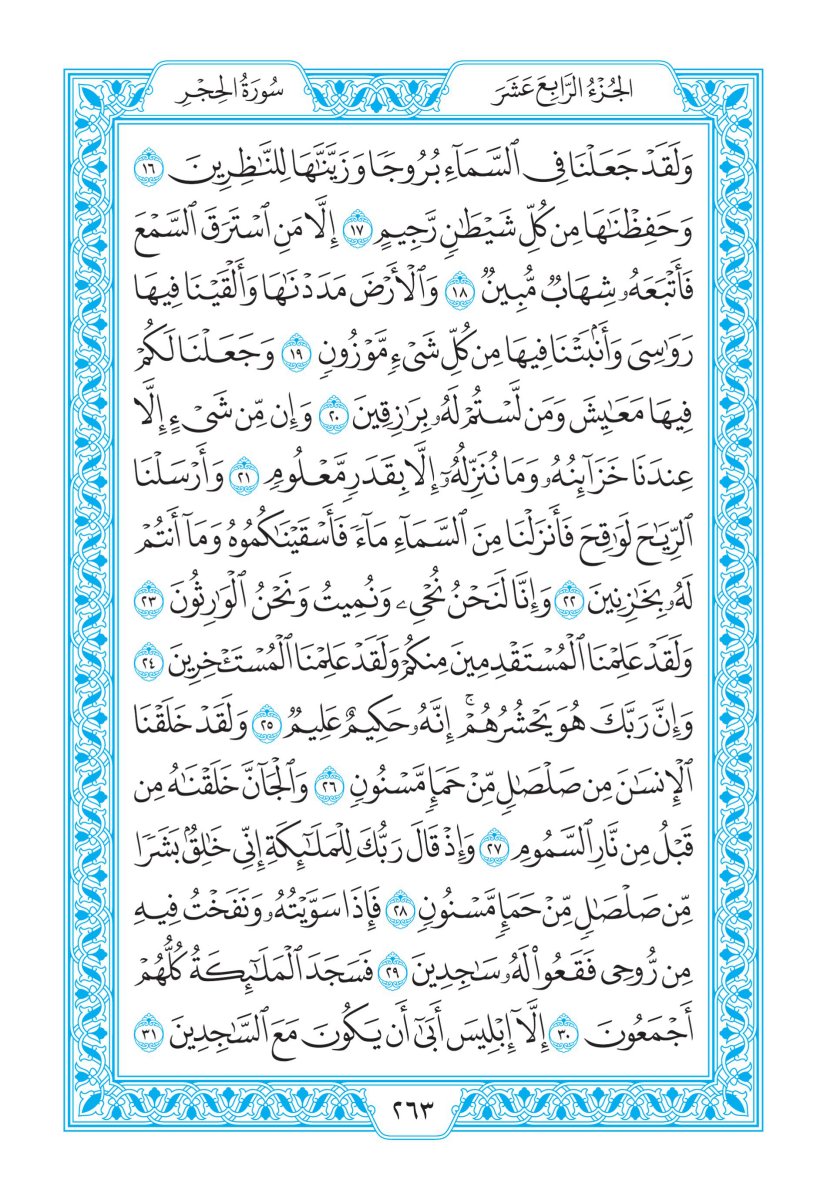 الجُزْءُ الرَّابِعَ عَشَرَ
سُورَةُ الحِجْرِ
وَلَقَدۡ جَعَلۡنَا فِي ٱلسَّمَآءِ بُرُوجٗا وَزَيَّنَّٰهَا لِلنَّٰظِرِينَ ١٦
وَحَفِظۡنَٰهَا مِن كُلِّ شَيۡطَٰنٖ رَّجِيمٍ ١٧ إِلَّا مَنِ ٱسۡتَرَقَ ٱلسَّمۡعَ
فَأَتۡبَعَهُۥ شِهَابٞ مُّبِينٞ ١٨ وَٱلۡأَرۡضَ مَدَدۡنَٰهَا وَأَلۡقَيۡنَا فِيهَا
رَوَٰسِيَ وَأَنۢبَتۡنَا فِيهَا مِن كُلِّ شَيۡءٖ مَّوۡزُونٖ ١٩ وَجَعَلۡنَا لَكُمۡ
فِيهَا مَعَٰيِشَ وَمَن لَّسۡتُمۡ لَهُۥ بِرَٰزِقِينَ ٢٠ وَإِن مِّن شَيۡءٍ إِلَّا
عِندَنَا خَزَآئِنُهُۥ وَمَا نُنَزِّلُهُۥٓ إِلَّا بِقَدَرٖ مَّعۡلُومٖ ٢١ وَأَرۡسَلۡنَا
ٱلرِّيَٰحَ لَوَٰقِحَ فَأَنزَلۡنَا مِنَ ٱلسَّمَآءِ مَآءٗ فَأَسۡقَيۡنَٰكُمُوهُ وَمَآ أَنتُمۡ
لَهُۥ بِخَٰزِنِينَ ٢٢ وَإِنَّا لَنَحۡنُ نُحۡيِۦ وَنُمِيتُ وَنَحۡنُ ٱلۡوَٰرِثُونَ ٢٣
وَلَقَدۡ عَلِمۡنَا ٱلۡمُسۡتَقۡدِمِينَ مِنكُمۡ وَلَقَدۡ عَلِمۡنَا ٱلۡمُسۡتَـٔۡخِرِينَ ٢٤
وَإِنَّ رَبَّكَ هُوَ يَحۡشُرُهُمۡۚ إِنَّهُۥ حَكِيمٌ عَلِيمٞ ٢٥ وَلَقَدۡ خَلَقۡنَا
ٱلۡإِنسَٰنَ مِن صَلۡصَٰلٖ مِّنۡ حَمَإٖ مَّسۡنُونٖ ٢٦ وَٱلۡجَآنَّ خَلَقۡنَٰهُ مِن
قَبۡلُ مِن نَّارِ ٱلسَّمُومِ ٢٧ وَإِذۡ قَالَ رَبُّكَ لِلۡمَلَٰٓئِكَةِ إِنِّي خَٰلِقُۢ بَشَرٗا
مِّن صَلۡصَٰلٖ مِّنۡ حَمَإٖ مَّسۡنُونٖ ٢٨ فَإِذَا سَوَّيۡتُهُۥ وَنَفَخۡتُ فِيهِ
مِن رُّوحِي فَقَعُواْ لَهُۥ سَٰجِدِينَ ٢٩ فَسَجَدَ ٱلۡمَلَٰٓئِكَةُ كُلُّهُمۡ
أَجۡمَعُونَ ٣٠ إِلَّآ إِبۡلِيسَ أَبَىٰٓ أَن يَكُونَ مَعَ ٱلسَّٰجِدِينَ ٣١
٢٦٣